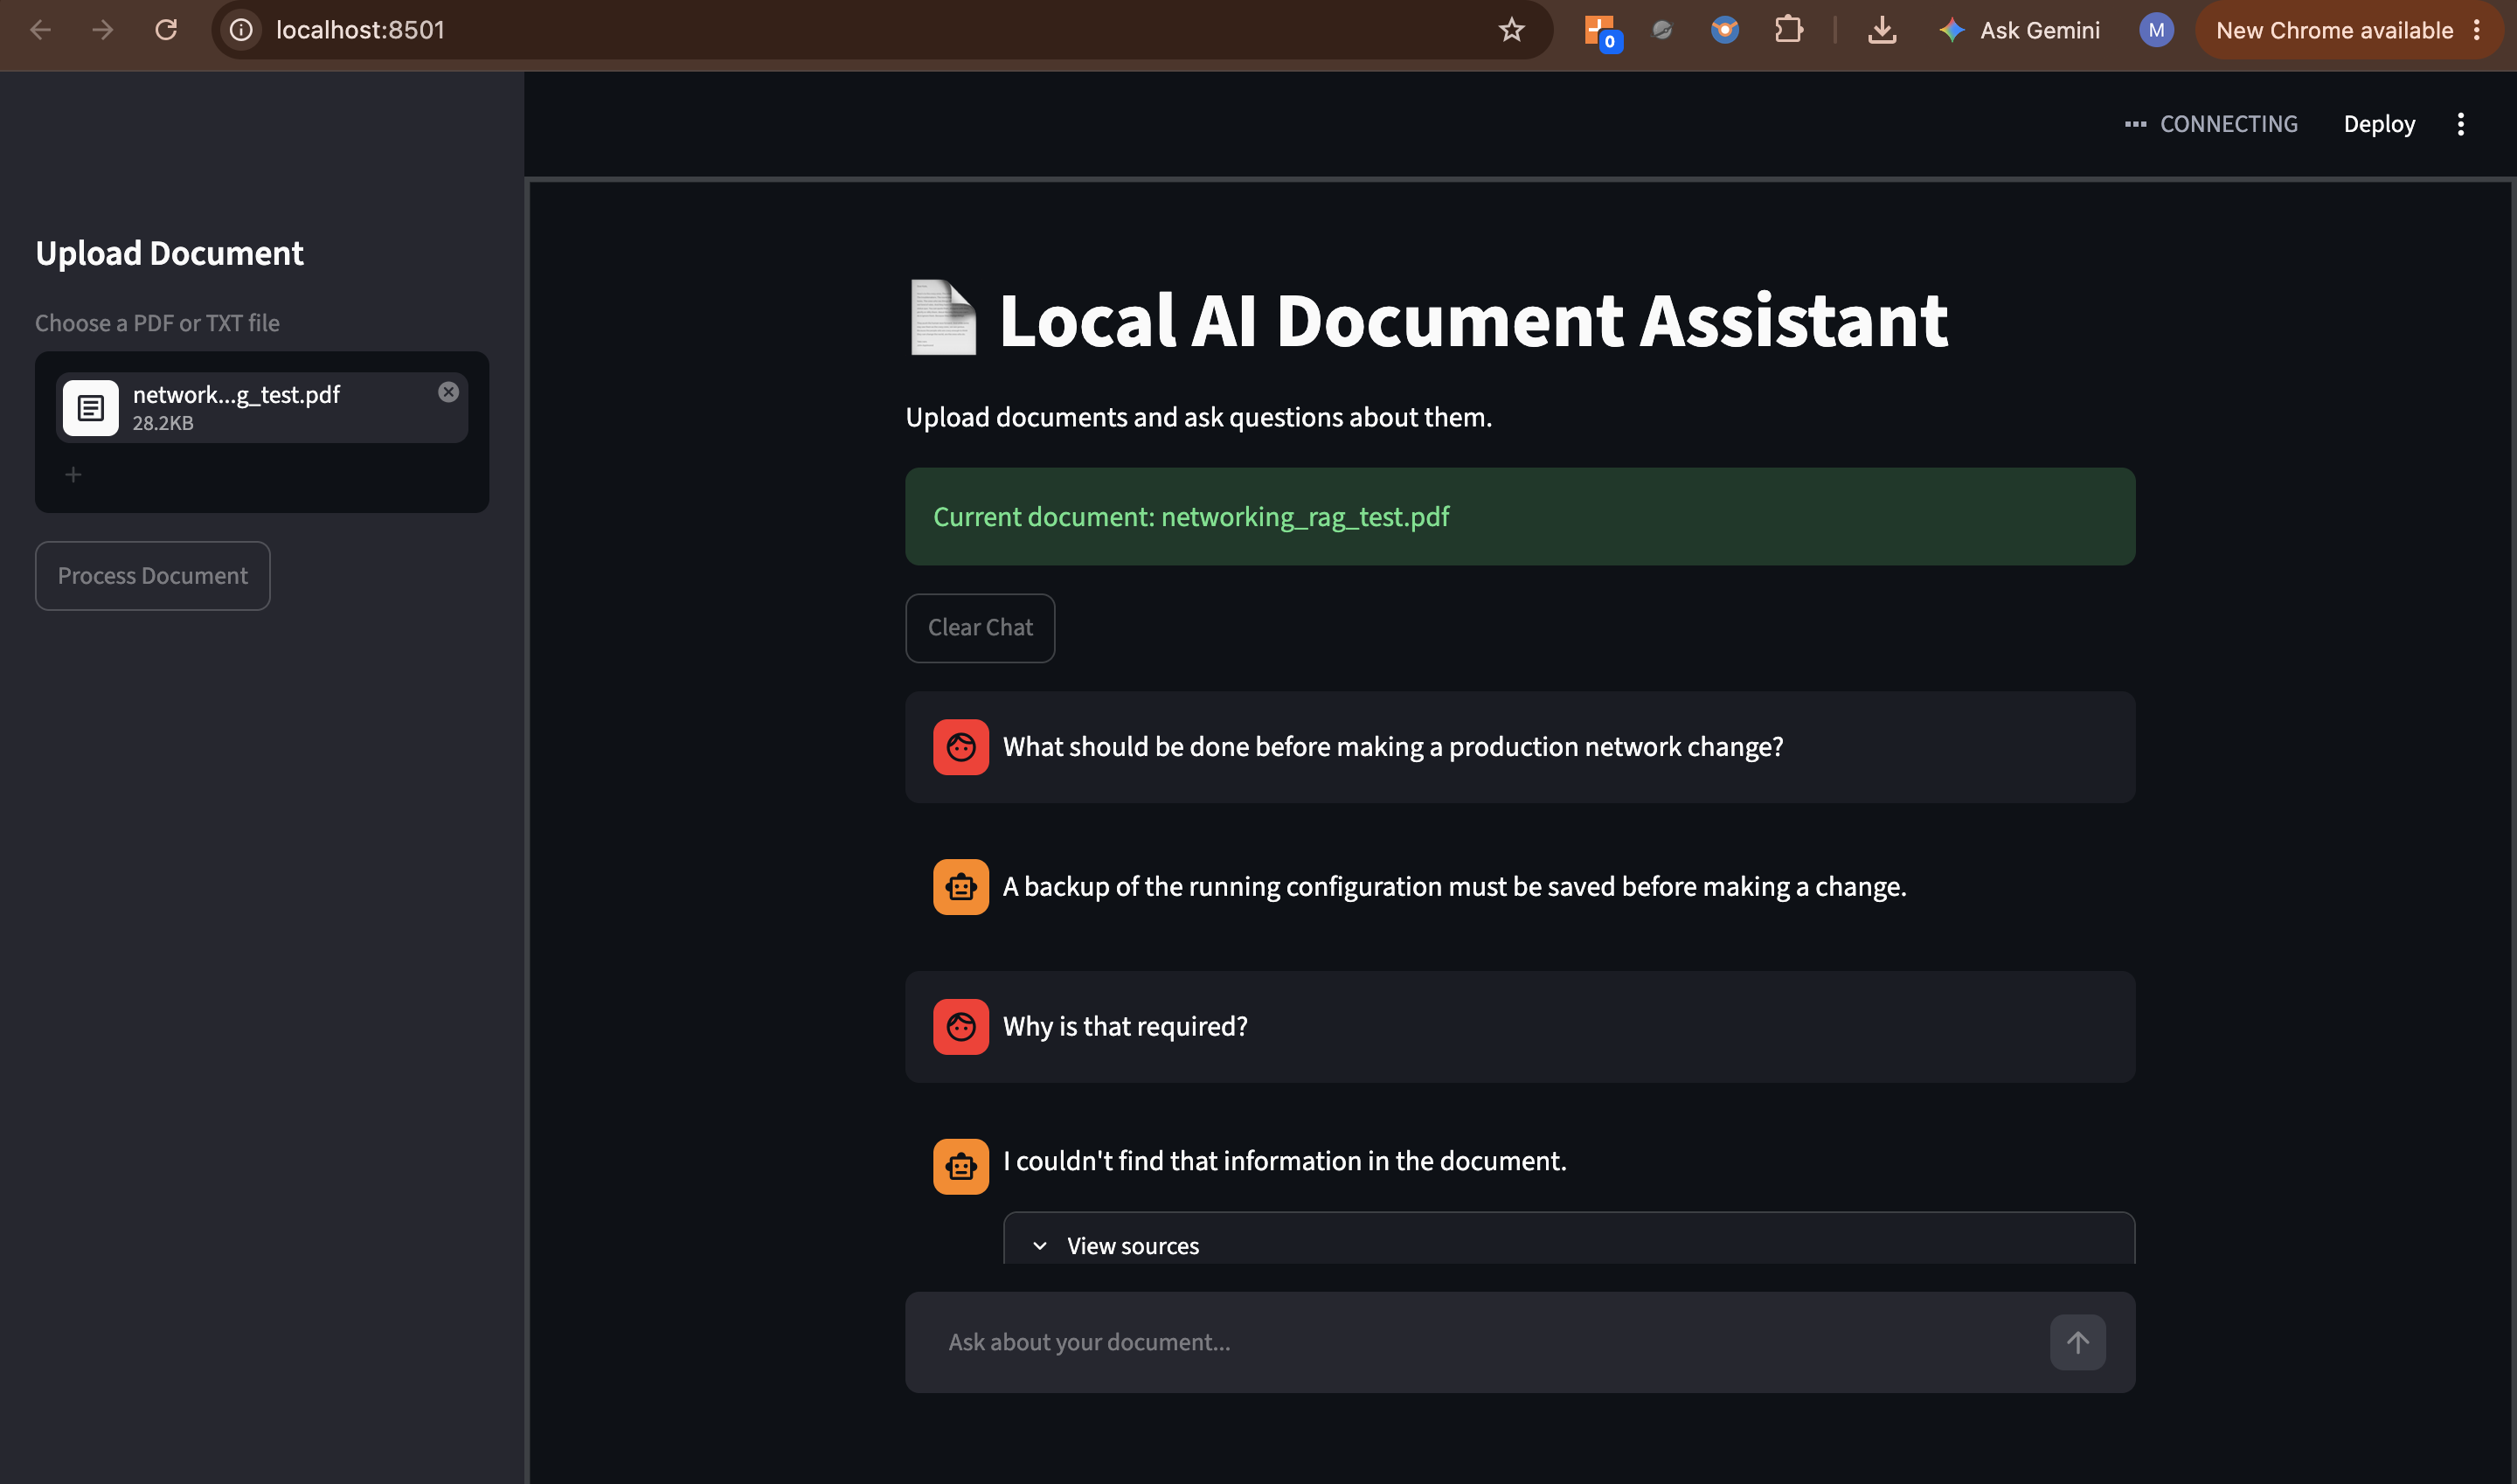 localhost:8501
0
Ask Gemini
M
New Chrome available
CONNECTING
Deploy
Upload Document
Choose a PDF or TXT file
network...g_test.pdf
28.2KB
Process Document
Local AI Document Assistant
Upload documents and ask questions about them.
Current document: networking_rag_test.pdf
Clear Chat
What should be done before making a production network change?
A backup of the running configuration must be saved before making a change.
Why is that required?
I couldn't find that information in the document.
View sources
Ask about your document...